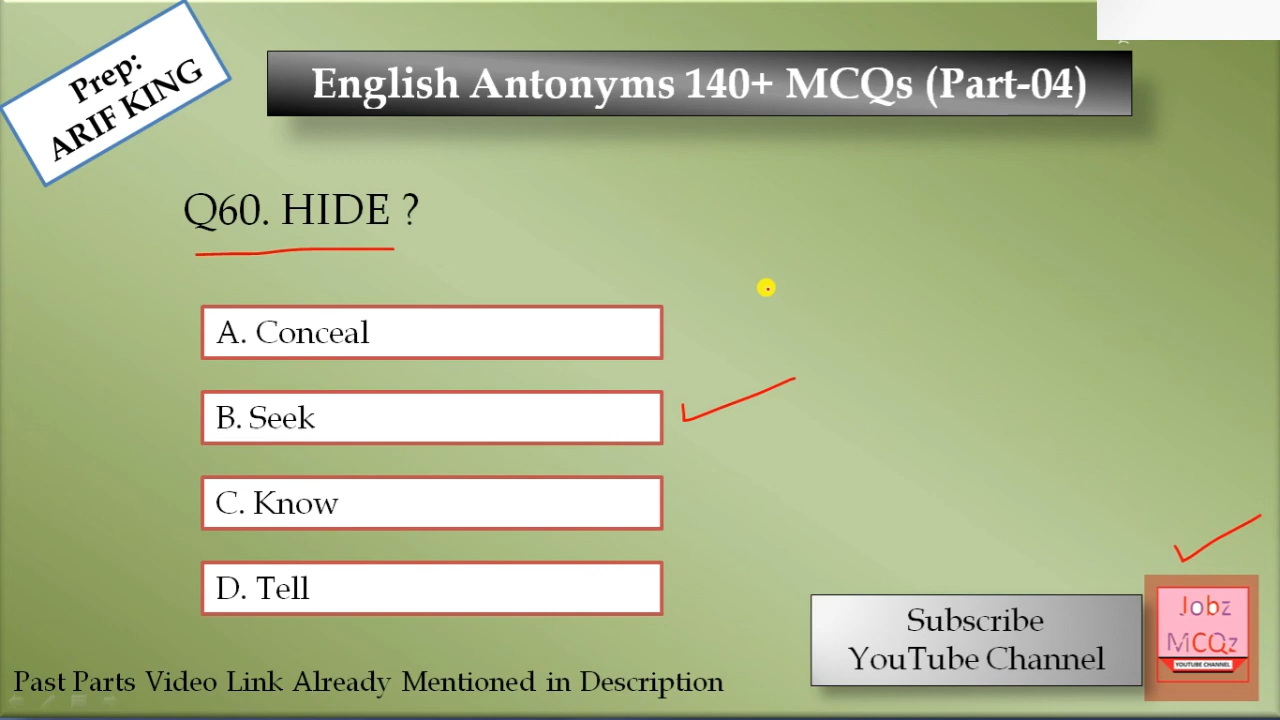 Prep:
ARIF KING
English Antonyms 140+ MCQs (Part-04)
Q60. HIDE ?
A. Conceal
B. Seek
C. Know
D. Tell
Subscribe
YouTube Channel
Jobz
MCQz
YOUTUBE CHANNEL
Past Parts Video Link Already Mentioned in Description